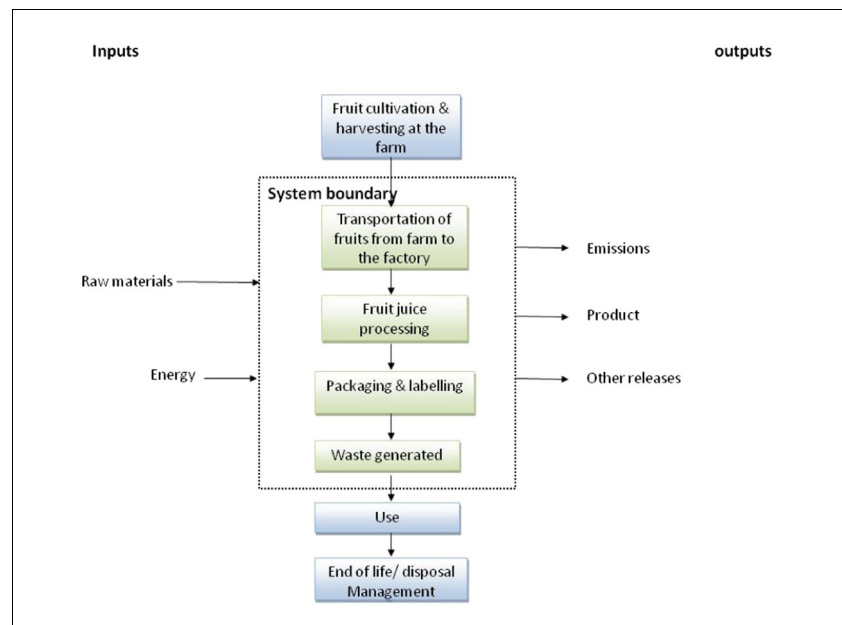 Inputs
outputs
Fruit cultivation &
harvesting at the
farm
System boundary
Transportation of
fruits from farm to
the factory
Emissions
Raw materials
Fruit juice
processing
Product
Energy
Packaging & labelling
Other releases
Waste generated
Use
End of life/ disposal
Management